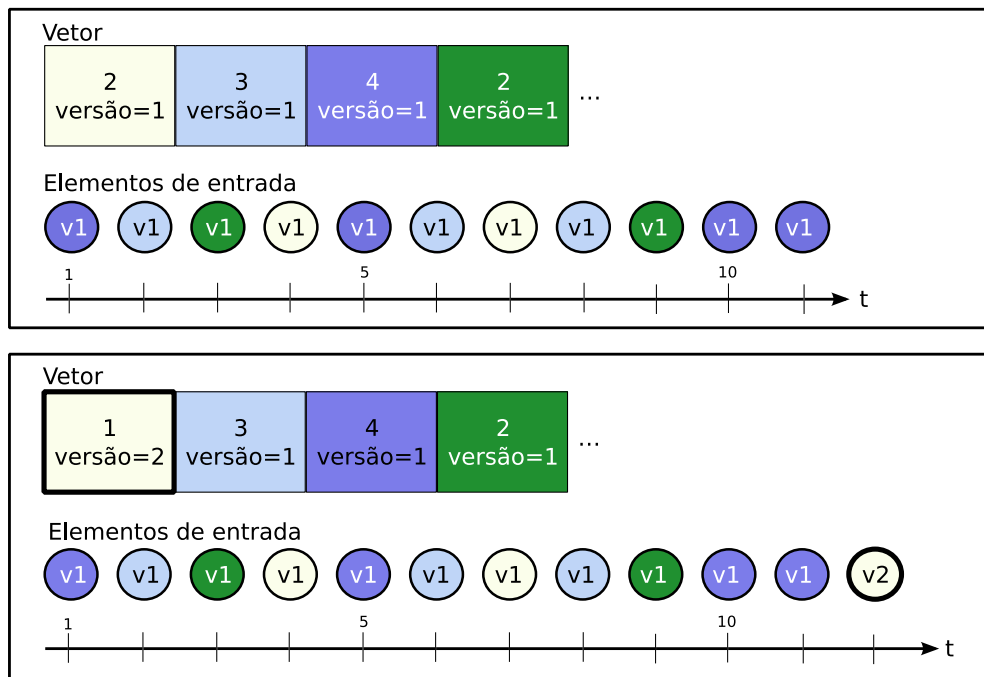 Vetor
2 3 4 2
versão=1 versão=1 versão=1 versão=1 ...
Elementos de entrada
v1 v1 v1 v1 v1 v1 v1 v1 v1 v1 v1
1 5 10
t
Vetor
1 3 4 2
versão=2 versão=1 versão=1 versão=1 ...
Elementos de entrada
v1 v1 v1 v1 v1 v1 v1 v1 v1 v1 v1 v2
1 5 10
t